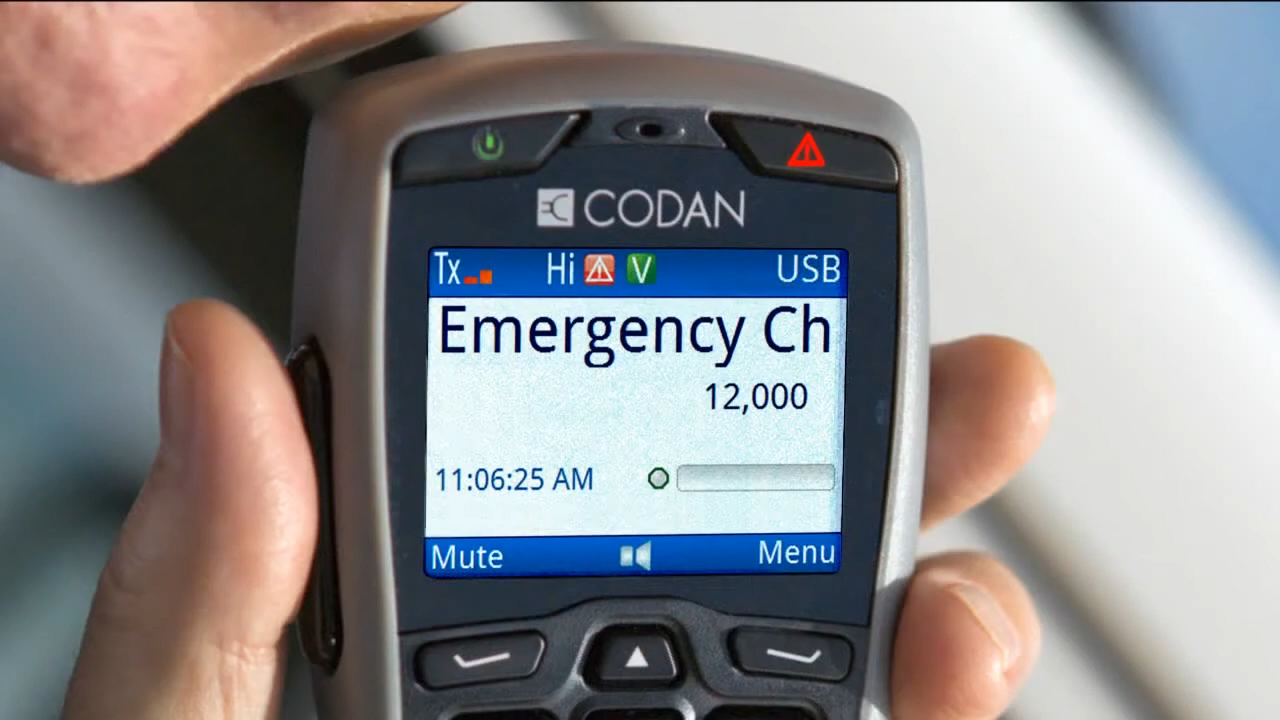 CODAN
Tx Hi V USB
Emergency Ch
12,000
11:06:25 AM
Mute Menu